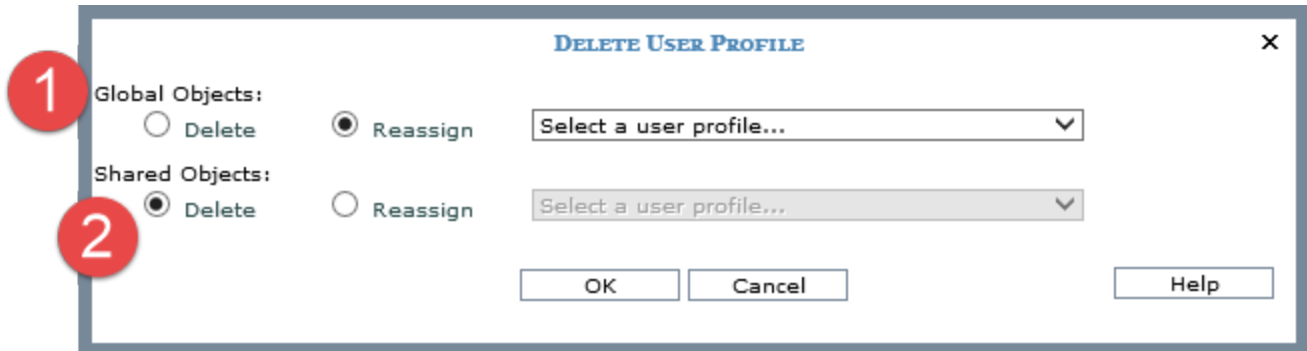 DELETE USER PROFILE
1
Global Objects:
Delete Reassign Select a user profile...
Shared Objects:
Delete Reassign Select a user profile...
2
OK Cancel Help